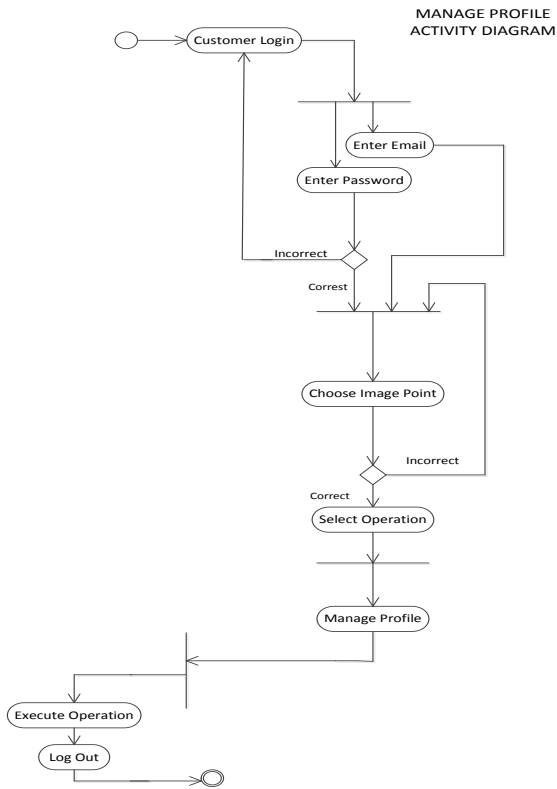 MANAGE PROFILE
ACTIVITY DIAGRAM
Customer Login
Enter Email
Enter Password
Incorrect
Correst
Choose Image Point
Incorrect
Correct
Select Operation
Manage Profile
Execute Operation
Log Out